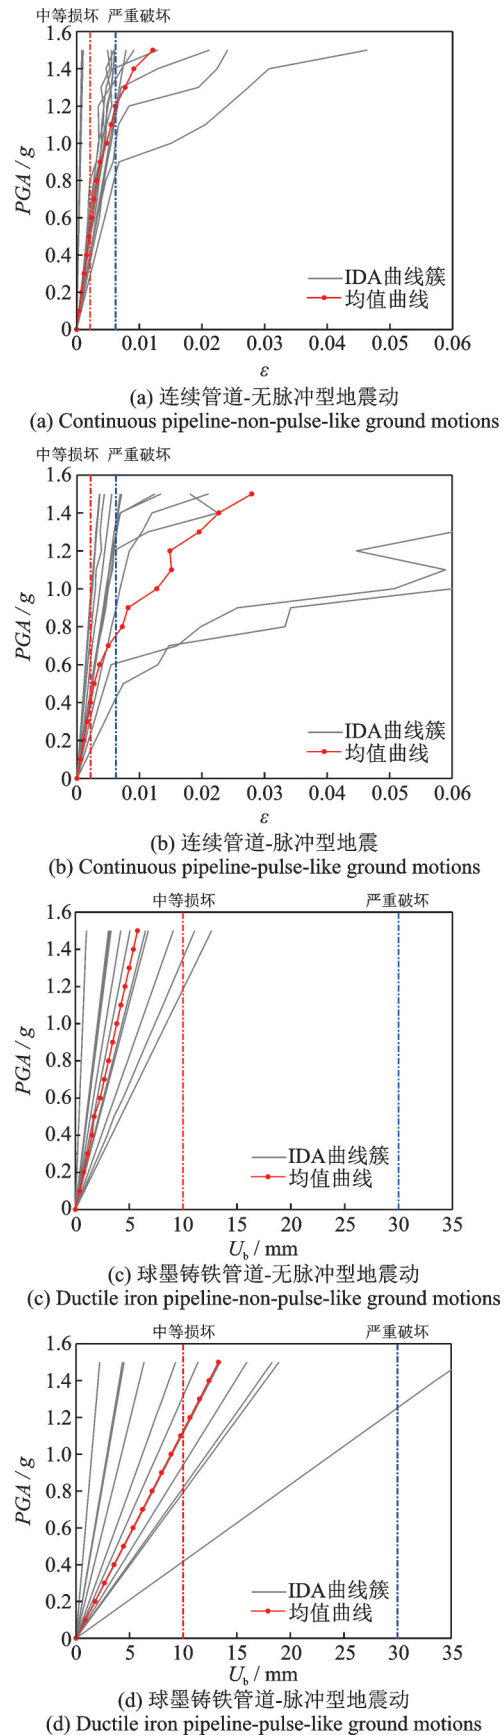 中等损坏 严重破坏
1.6
1.4
1.2
1.0
0.8
0.6
0.4
0.2
0
PGA / g
IDA曲线簇
均值曲线
0 0.01 0.02 0.03 0.04 0.05 0.06
ε
(a) 连续管道-无脉冲型地震动
(a) Continuous pipeline-non-pulse-like ground motions
中等损坏 严重破坏
1.6
1.4
1.2
1.0
0.8
0.6
0.4
0.2
0
PGA / g
IDA曲线簇
均值曲线
0 0.01 0.02 0.03 0.04 0.05 0.06
ε
(b) 连续管道-脉冲型地震
(b) Continuous pipeline-pulse-like ground motions
中等损坏 严重破坏
1.6
1.4
1.2
1.0
0.8
0.6
0.4
0.2
0
PGA / g
IDA曲线簇
均值曲线
0 5 10 15 20 25 30 35
Ub / mm
(c) 球墨铸铁管道-无脉冲型地震动
(c) Ductile iron pipeline-non-pulse-like ground motions
中等损坏 严重破坏
1.6
1.4
1.2
1.0
0.8
0.6
0.4
0.2
0
PGA / g
IDA曲线簇
均值曲线
0 5 10 15 20 25 30 35
Ub / mm
(d) 球墨铸铁管道-脉冲型地震动
(d) Ductile iron pipeline-pulse-like ground motions